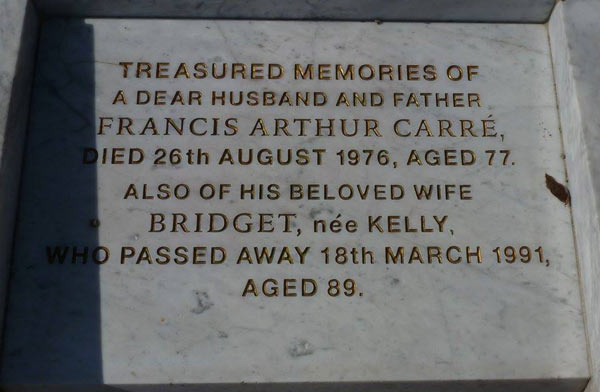 TREASURED MEMORIES OF
A DEAR HUSBAND AND FATHER
FRANCIS ARTHUR CARRÉ,
DIED 26th AUGUST 1976, AGED 77.
ALSO OF HIS BELOVED WIFE
BRIDGET, née KELLY,
WHO PASSED AWAY 18th MARCH 1991,
AGED 89.